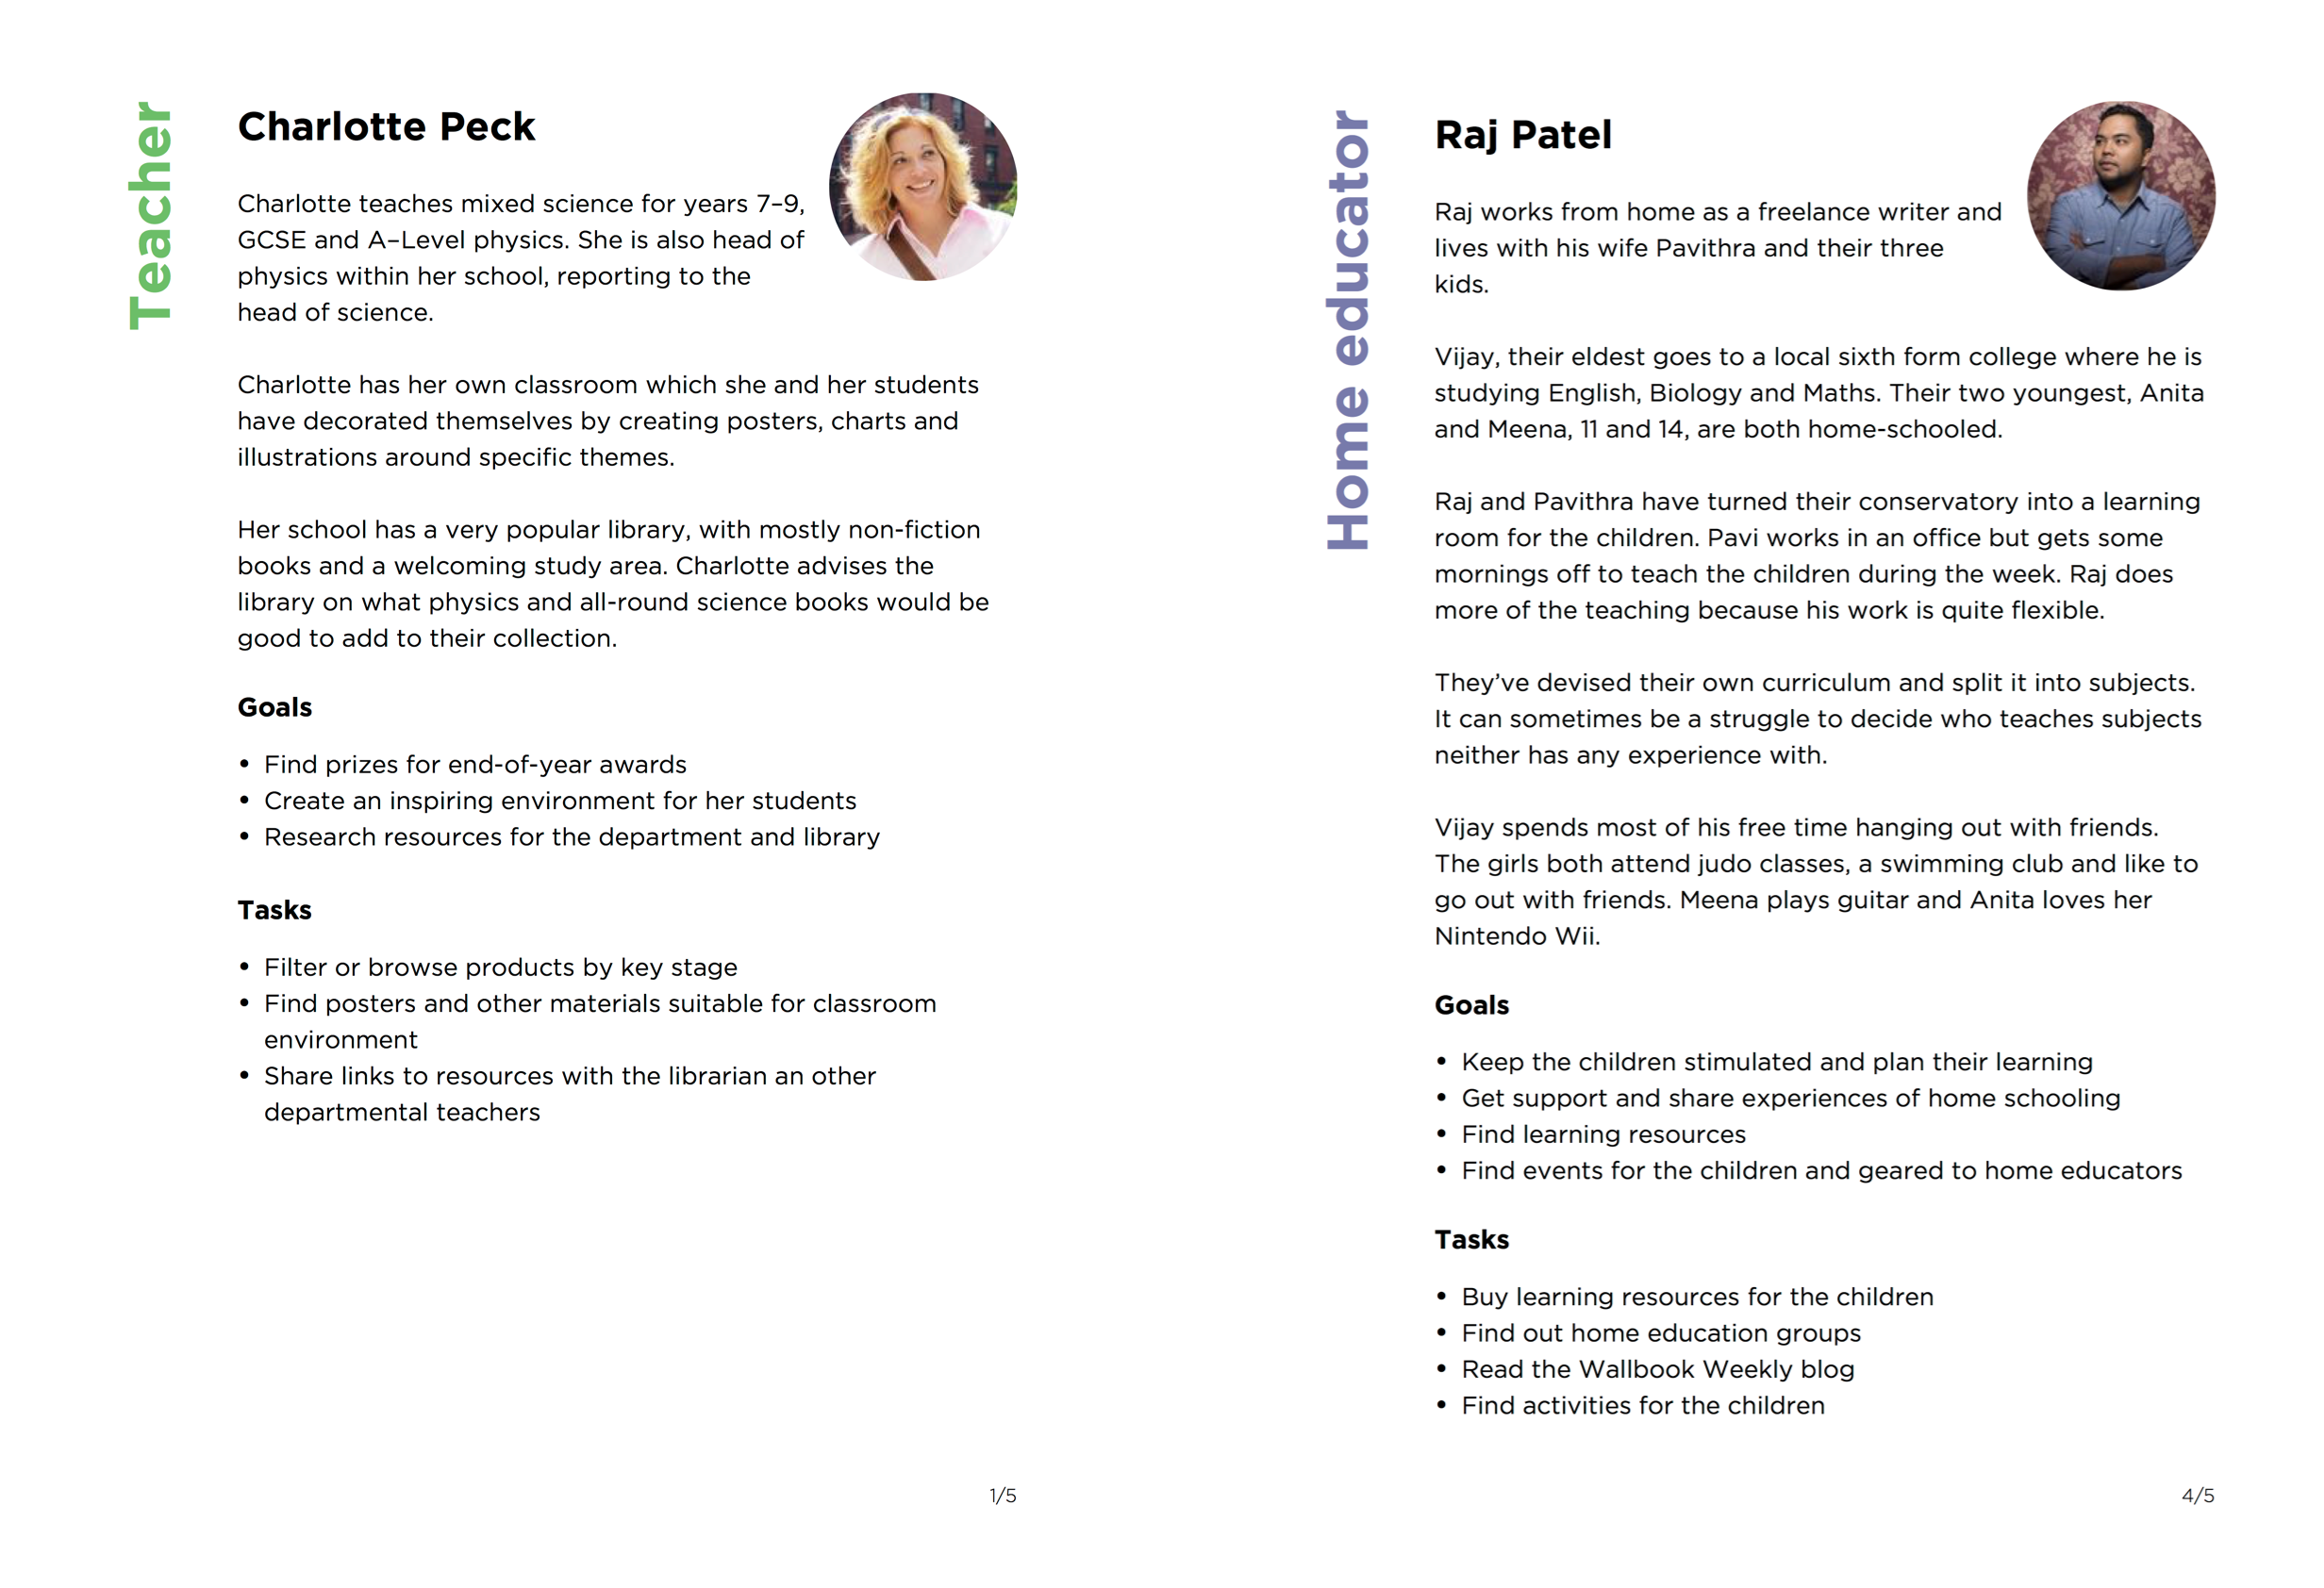 Teacher
Charlotte Peck
Charlotte teaches mixed science for years 7–9,
GCSE and A–Level physics. She is also head of
physics within her school, reporting to the
head of science.
Charlotte has her own classroom which she and her students
have decorated themselves by creating posters, charts and
illustrations around specific themes.
Her school has a very popular library, with mostly non-fiction
books and a welcoming study area. Charlotte advises the
library on what physics and all-round science books would be
good to add to their collection.
Goals
• Find prizes for end-of-year awards
• Create an inspiring environment for her students
• Research resources for the department and library
Tasks
• Filter or browse products by key stage
• Find posters and other materials suitable for classroom
environment
• Share links to resources with the librarian an other
departmental teachers
1/5
Home educator
Raj Patel
Raj works from home as a freelance writer and
lives with his wife Pavithra and their three
kids.
Vijay, their eldest goes to a local sixth form college where he is
studying English, Biology and Maths. Their two youngest, Anita
and Meena, 11 and 14, are both home-schooled.
Raj and Pavithra have turned their conservatory into a learning
room for the children. Pavi works in an office but gets some
mornings off to teach the children during the week. Raj does
more of the teaching because his work is quite flexible.
They’ve devised their own curriculum and split it into subjects.
It can sometimes be a struggle to decide who teaches subjects
neither has any experience with.
Vijay spends most of his free time hanging out with friends.
The girls both attend judo classes, a swimming club and like to
go out with friends. Meena plays guitar and Anita loves her
Nintendo Wii.
Goals
• Keep the children stimulated and plan their learning
• Get support and share experiences of home schooling
• Find learning resources
• Find events for the children and geared to home educators
Tasks
• Buy learning resources for the children
• Find out home education groups
• Read the Wallbook Weekly blog
• Find activities for the children
4/5